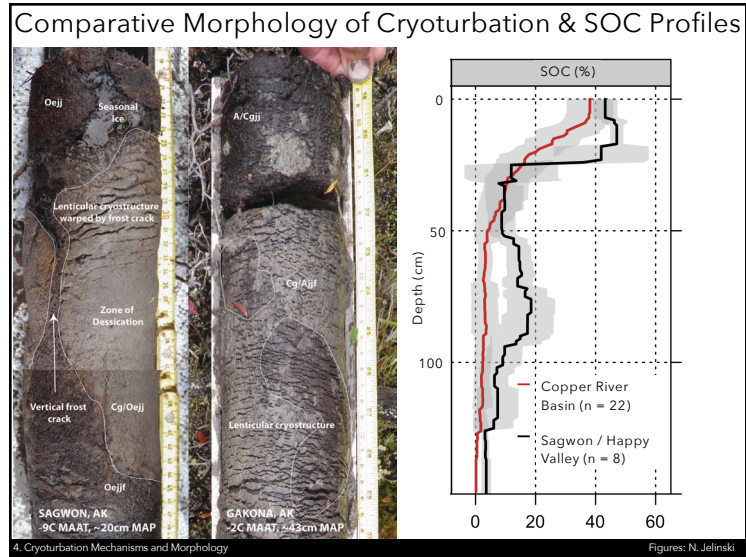 Comparative Morphology of Cryoturbation & SOC Profiles
Oejj
Seasonal
Ice
Lenticular cryostructure
warped by frost crack
Zone of
Dessication
Vertical frost
crack
Cg/Oejj
Oejjf
SAGWON, AK
-9C MAAT, ~20cm MAP
A/Cgjj
Cg/Ajjf
Lenticular cryostructure
GAKONA, AK
-2C MAAT, ~43cm MAP
SOC (%)
0
50
100
Depth (cm)
Copper River
Basin (n = 22)
Sagwon / Happy
Valley (n = 8)
0 20 40 60
4. Cryoturbation Mechanisms and Morphology
Figures: N. Jelinski